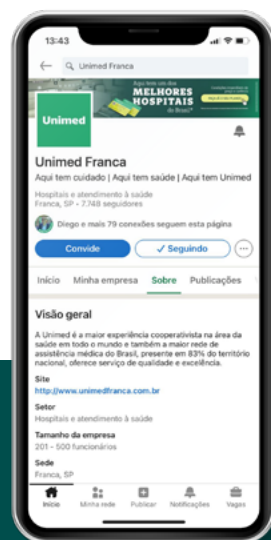 13:43
Unimed Franca
Aqui tem um dos
MELHORES
HOSPITAIS
do Brasil*
Unimed
Unimed Franca
Aqui tem cuidado | Aqui tem saúde | Aqui tem Unimed
Hospitais e atendimento à saúde
Franca, SP • 7.748 seguidores
Diego e mais 79 conexões seguem esta página
Convide
✓ Seguindo
Início Minha empresa Sobre Publicações
Visão geral
A Unimed é a maior experiência cooperativista na área da
saúde em todo o mundo e também a maior rede de
assistência médica do Brasil, presente em 83% do território
nacional, oferece serviço de qualidade e excelência.
Site
http://www.unimedfranca.com.br
Setor
Hospitais e atendimento à saúde
Tamanho da empresa
201 - 500 funcionários
Sede
Franca, SP
Início Minha rede Publicar Notificações Vagas